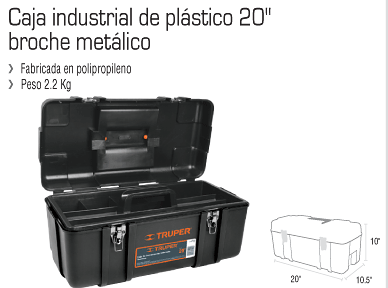 Caja industrial de plástico 20"
broche metálico
› Fabricada en polipropileno
› Peso 2.2 Kg
TRUPER
TRUPER
10"
20"
10.5"